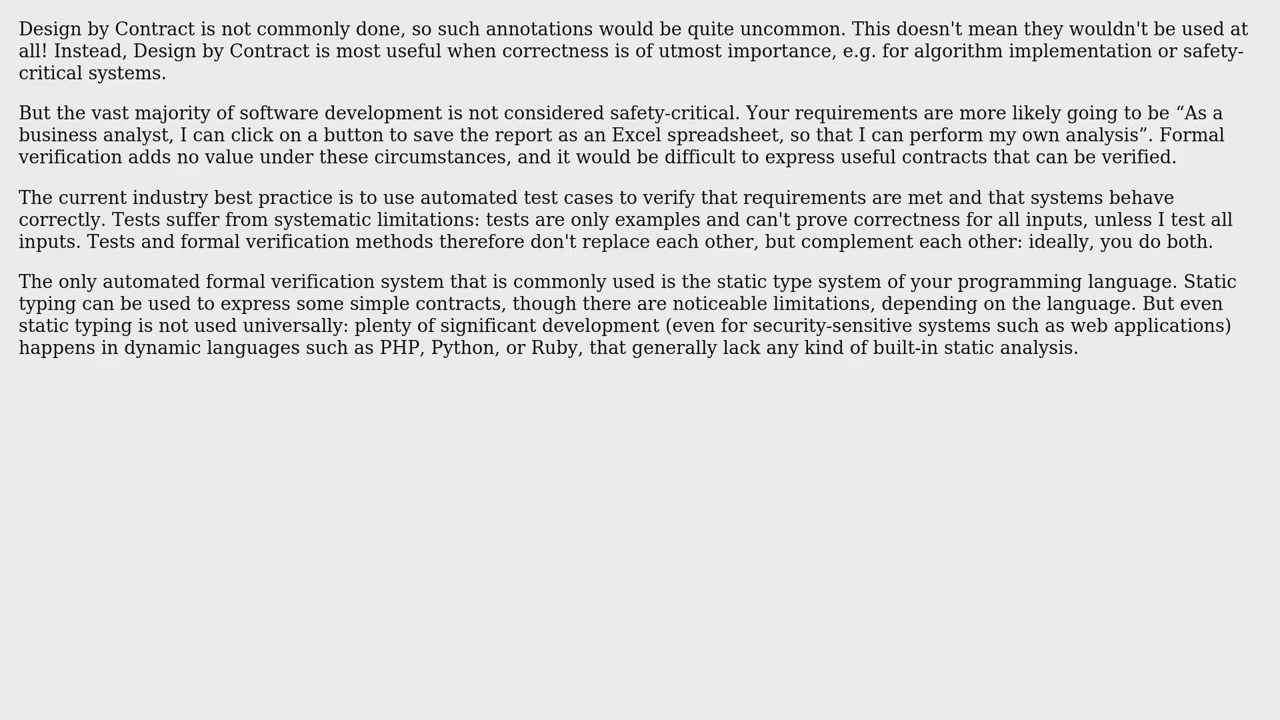 Design by Contract is not commonly done, so such annotations would be quite uncommon. This doesn't mean they wouldn't be used at
all! Instead, Design by Contract is most useful when correctness is of utmost importance, e.g. for algorithm implementation or safety-
critical systems.
But the vast majority of software development is not considered safety-critical. Your requirements are more likely going to be “As a
business analyst, I can click on a button to save the report as an Excel spreadsheet, so that I can perform my own analysis”. Formal
verification adds no value under these circumstances, and it would be difficult to express useful contracts that can be verified.
The current industry best practice is to use automated test cases to verify that requirements are met and that systems behave
correctly. Tests suffer from systematic limitations: tests are only examples and can't prove correctness for all inputs, unless I test all
inputs. Tests and formal verification methods therefore don't replace each other, but complement each other: ideally, you do both.
The only automated formal verification system that is commonly used is the static type system of your programming language. Static
typing can be used to express some simple contracts, though there are noticeable limitations, depending on the language. But even
static typing is not used universally: plenty of significant development (even for security-sensitive systems such as web applications)
happens in dynamic languages such as PHP, Python, or Ruby, that generally lack any kind of built-in static analysis.